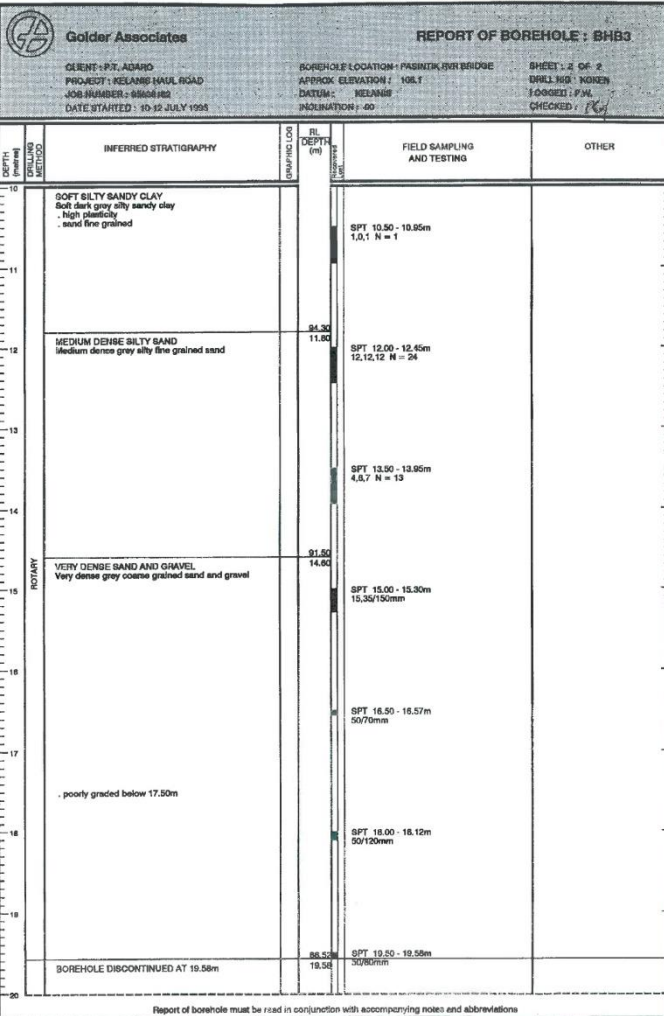 Golder Associates
REPORT OF BOREHOLE : BHB3
CLIENT : P.T. ADARO
PROJECT : KELANIS HAUL ROAD
JOB NUMBER :
DATE STARTED : 10-12 JULY 1995
BOREHOLE LOCATION : PASINTIK RVR BRIDGE
APPROX ELEVATION : 106.1
DATUM : KELANIS
INCLINATION : -90
SHEET : 2 OF 2
DRILL RIG : KOKEN
LOGGED : P.W.
CHECKED :
DEPTH (metres)
DRILLING METHOD
INFERRED STRATIGRAPHY
GRAPHIC LOG
RL
DEPTH
(m)
Recovered
Lost
FIELD SAMPLING
AND TESTING
OTHER
10
SOFT SILTY SANDY CLAY
Soft dark grey silty sandy clay
. high plasticity
. sand fine grained
SPT 10.50 - 10.95m
1,0,1 N = 1
11
94.30
11.80
MEDIUM DENSE SILTY SAND
Medium dence grey silty fine grained sand
12
SPT 12.00 - 12.45m
12,12,12 N = 24
13
SPT 13.50 - 13.95m
4,6,7 N = 13
14
91.50
14.60
ROTARY
VERY DENSE SAND AND GRAVEL
Very dense grey coarse grained sand and gravel
15
SPT 15.00 - 15.30m
15,35/150mm
16
SPT 16.50 - 16.57m
50/70mm
17
. poorly graded below 17.50m
18
SPT 18.00 - 18.12m
50/120mm
19
86.52
19.58
SPT 19.50 - 19.58m
50/80mm
BOREHOLE DISCONTINUED AT 19.58m
20
Report of borehole must be read in conjunction with accompanying notes and abbreviations